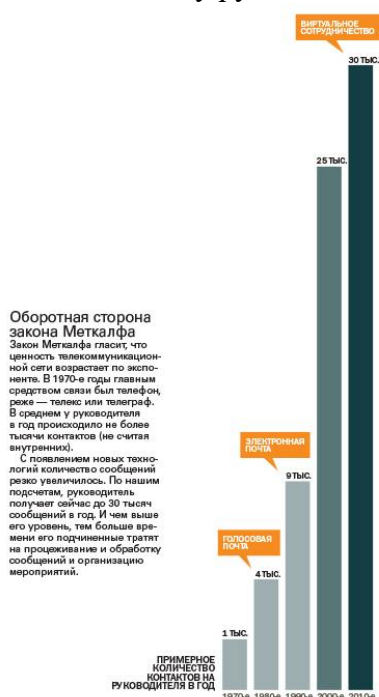 ВИРТУАЛЬНОЕ
СОТРУДНИЧЕСТВО
30 ТЫС.
25 ТЫС.
Оборотная сторона
закона Меткалфа
Закон Меткалфа гласит, что
ценность телекоммуникацион-
ной сети возрастает по экспо-
ненте. В 1970-е годы главным
средством связи был телефон,
реже — телекс или телеграф.
В среднем у руководителя
в год происходило не более
тысячи контактов (не считая
внутренних).
С появлением новых техно-
логий количество сообщений
резко увеличилось. По нашим
подсчетам, руководитель
получает сейчас до 30 тысяч
сообщений в год. И чем выше
его уровень, тем больше вре-
мени его подчиненные тратят
на процеживание и обработку
сообщений и организацию
мероприятий.
ЭЛЕКТРОННАЯ
ПОЧТА
9 ТЫС.
ГОЛОСОВАЯ
ПОЧТА
4 ТЫС.
1 ТЫС.
ПРИМЕРНОЕ
КОЛИЧЕСТВО
КОНТАКТОВ НА
РУКОВОДИТЕЛЯ В ГОД
1970-е 1980-е 1990-е 2000-е 2010-е